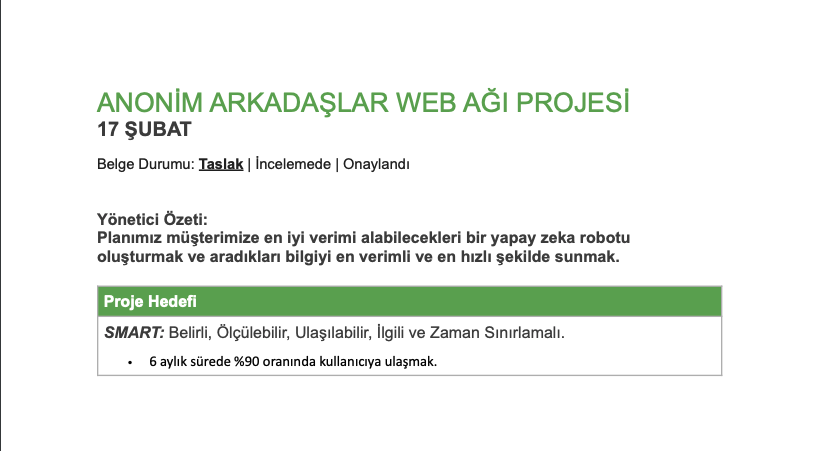 ANONİM ARKADAŞLAR WEB AĞI PROJESİ
17 ŞUBAT
Belge Durumu: Taslak | İncelemede | Onaylandı
Yönetici Özeti:
Planımız müşterimize en iyi verimi alabilecekleri bir yapay zeka robotu
oluşturmak ve aradıkları bilgiyi en verimli ve en hızlı şekilde sunmak.
Proje Hedefi
SMART: Belirli, Ölçülebilir, Ulaşılabilir, İlgili ve Zaman Sınırlamalı.
• 6 aylık sürede %90 oranında kullanıcıya ulaşmak.